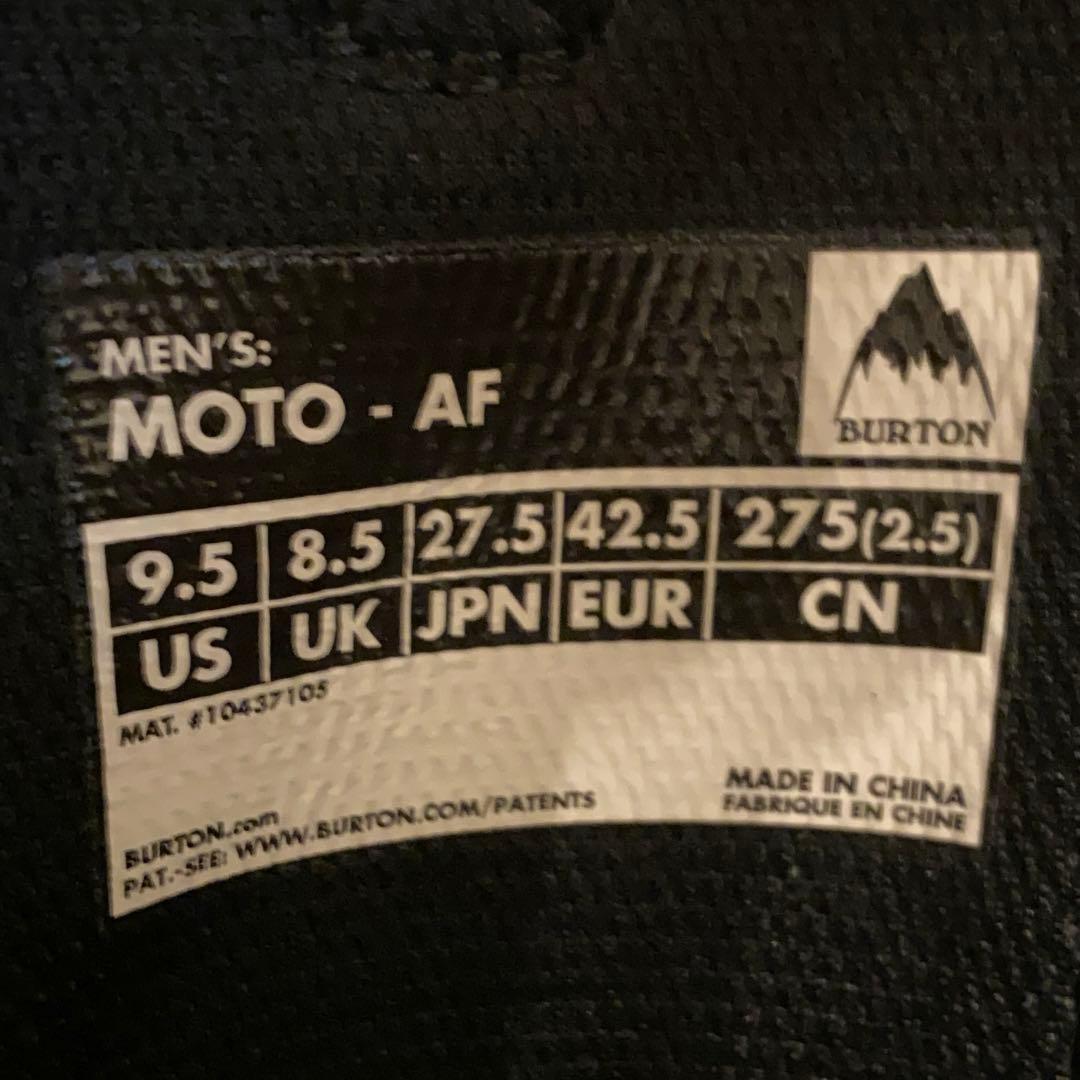 MEN'S:
MOTO - AF
BURTON
9.5 8.5 27.5 42.5 275(2.5)
US UK JPN EUR CN
MAT. #10437105
BURTON.com
PAT.-SEE: WWW.BURTON.COM/PATENTS
MADE IN CHINA
FABRIQUE EN CHINE